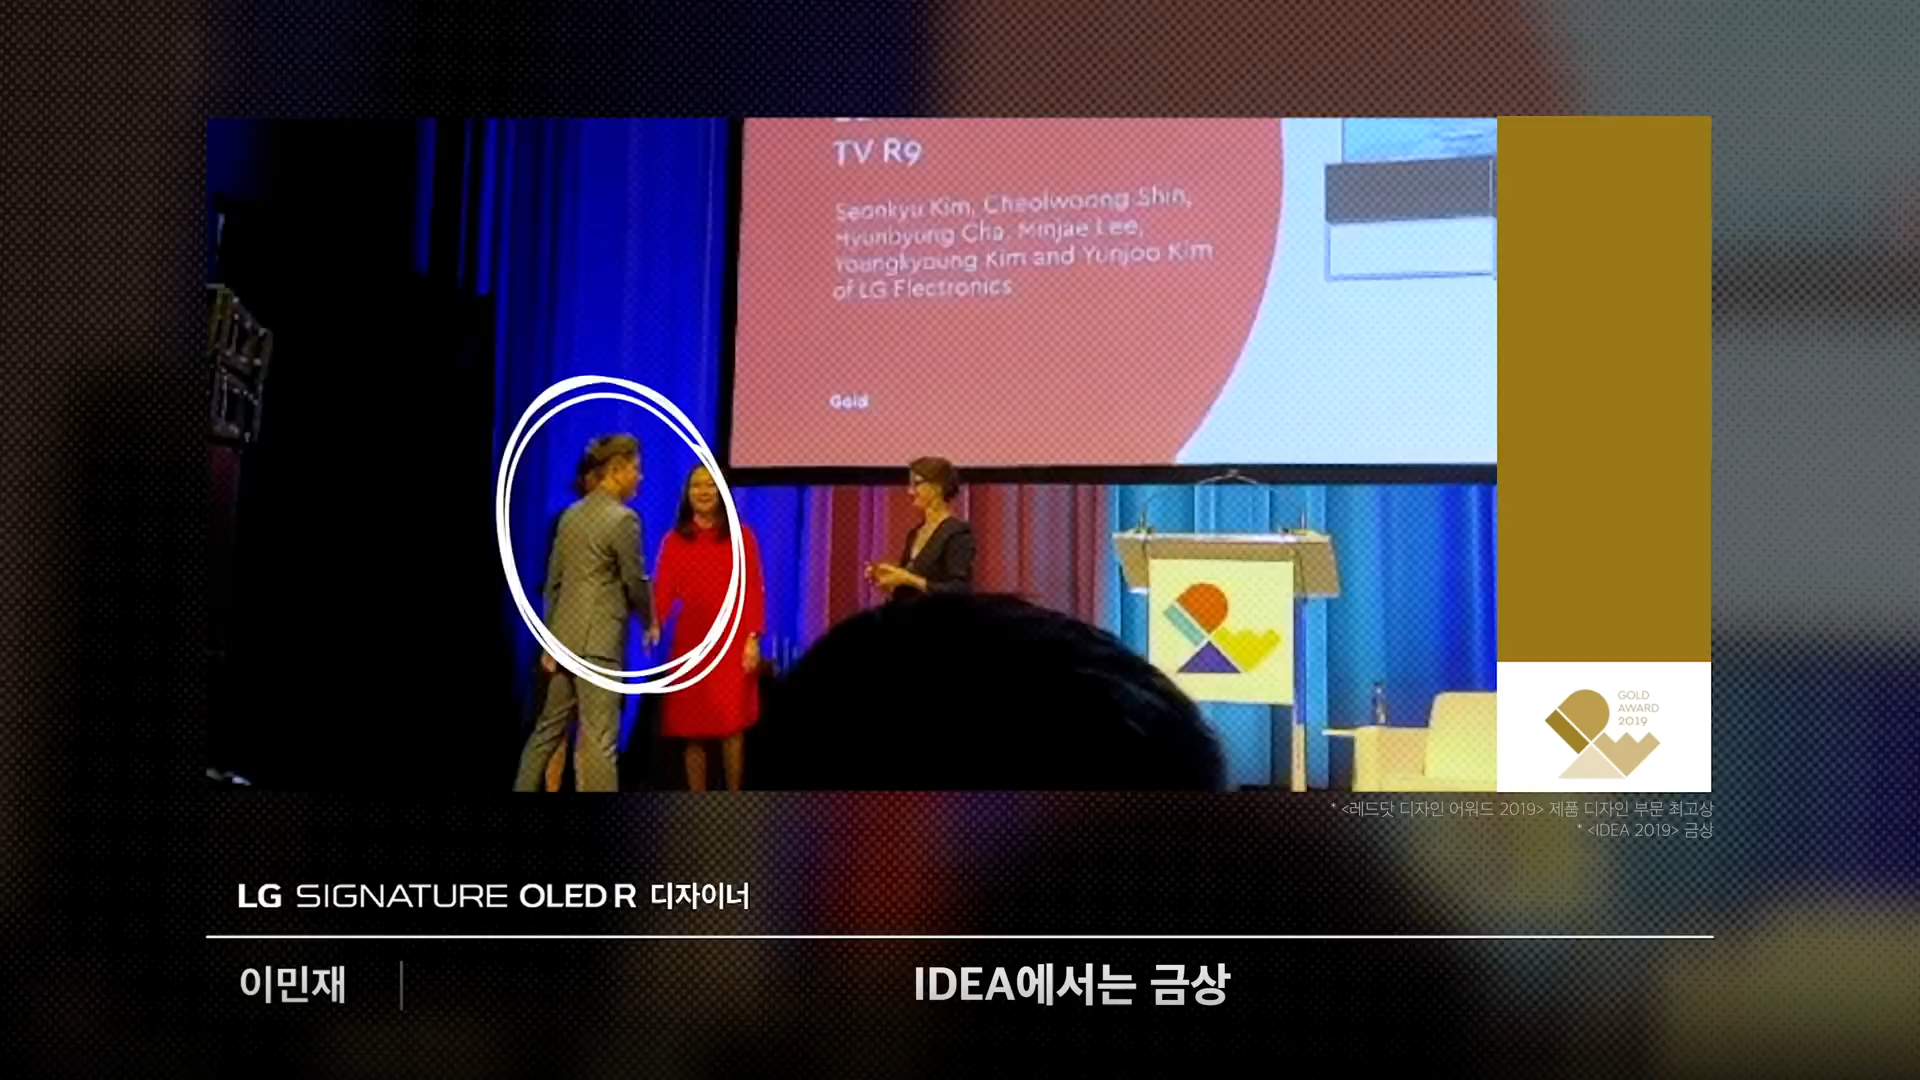 TV R9
Seonkyu Kim, Cheolwoong Shin,
Hyunbyung Cha, Minjae Lee,
Youngkyoung Kim and Yunjoo Kim
of LG Electronics
Gold
GOLD
AWARD
2019
* <레드닷 디자인 어워드 2019> 제품 디자인 부문 최고상
* <IDEA 2019> 금상
LG SIGNATURE OLED R 디자이너
이민재
IDEA에서는 금상